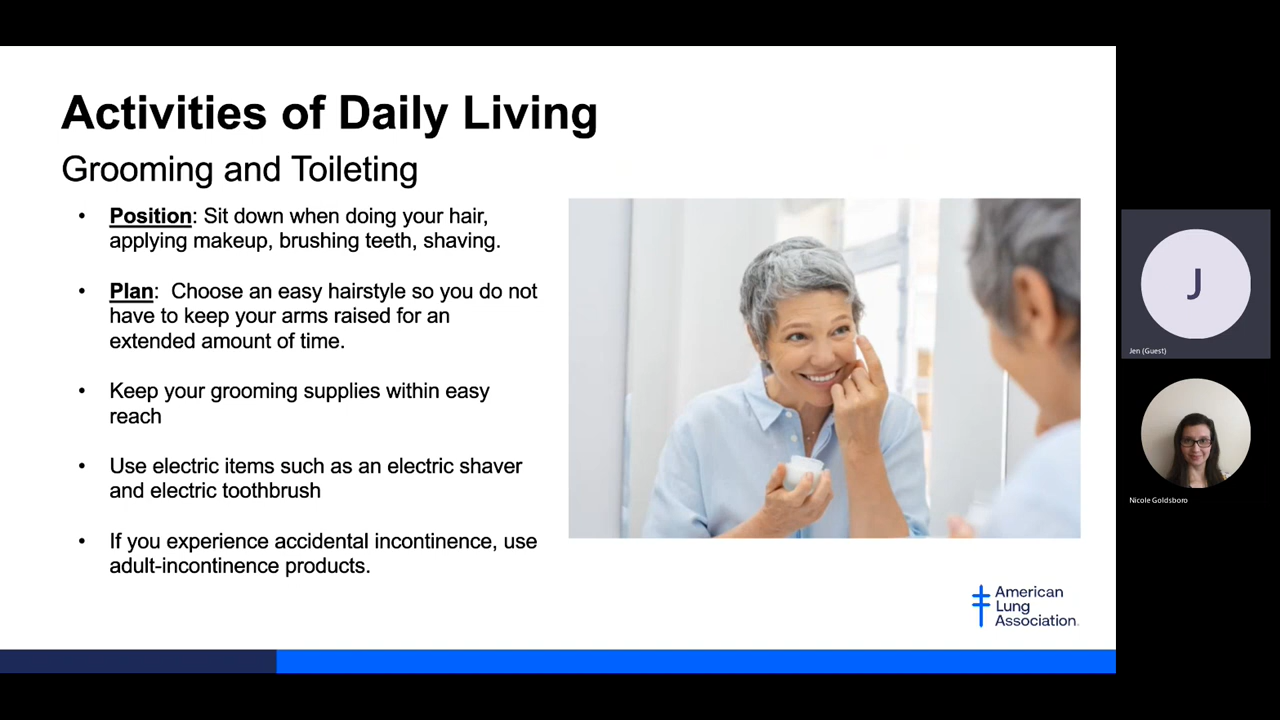 Activities of Daily Living
Grooming and Toileting
• Position: Sit down when doing your hair,
applying makeup, brushing teeth, shaving.
• Plan:  Choose an easy hairstyle so you do not
have to keep your arms raised for an
extended amount of time.
• Keep your grooming supplies within easy
reach
• Use electric items such as an electric shaver
and electric toothbrush
• If you experience accidental incontinence, use
adult-incontinence products.
American
Lung
Association.
J
Jen (Guest)
Nicole Goldsboro